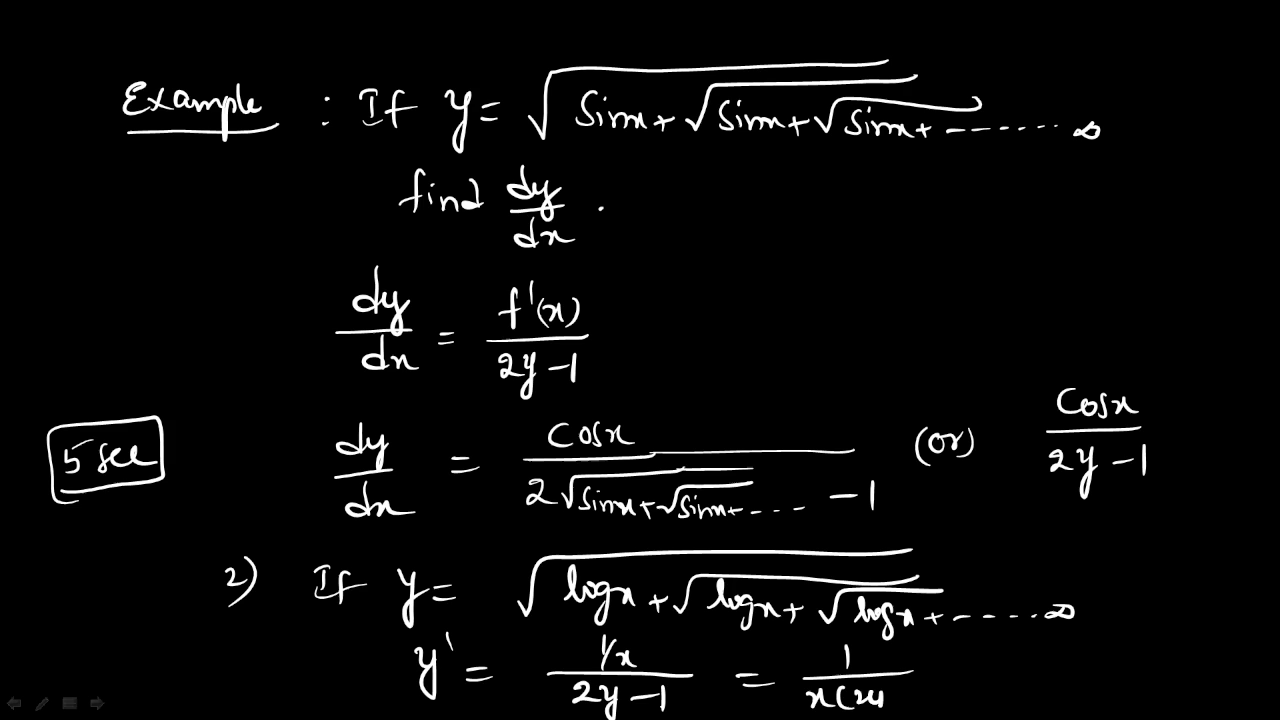 Example : If y = √(Sinx + √(Sinx + √(Sinx + ------- ∞
find dy/dx .
dy/dx = f'(x)/(2y-1)
5 sec
dy/dx = Cosx/(2√(Sinx + √(Sinx + ---- -1) (or) Cosx/(2y-1)
2) If y = √(logx + √(logx + √(logx + ------- ∞
y' = (1/x)/(2y-1) = 1/(x(2y